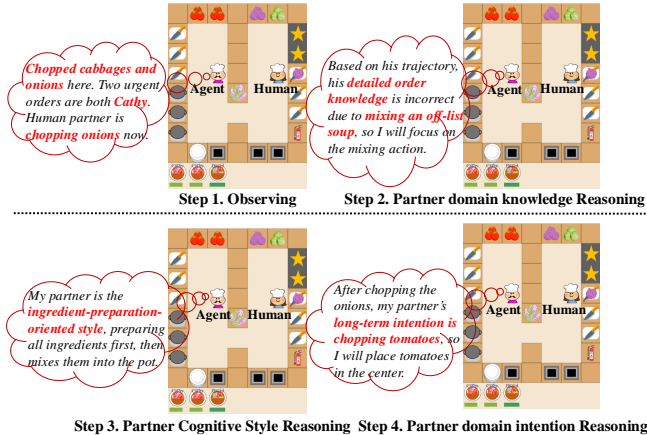 Chopped cabbages and
onions here. Two urgent
orders are both Cathy.
Human partner is
chopping onions now.
Agent
Human
Step 1. Observing
Based on his trajectory,
his detailed order
knowledge is incorrect
due to mixing an off-list
soup, so I will focus on
the mixing action.
Agent
Human
Step 2. Partner domain knowledge Reasoning
My partner is the
ingredient-preparation-
oriented style, preparing
all ingredients first, then
mixes them into the pot.
Agent
Human
Step 3. Partner Cognitive Style Reasoning
After chopping the
onions, my partner's
long-term intention is
chopping tomatoes, so
I will place tomatoes
in the center.
Agent
Human
Step 4. Partner domain intention Reasoning